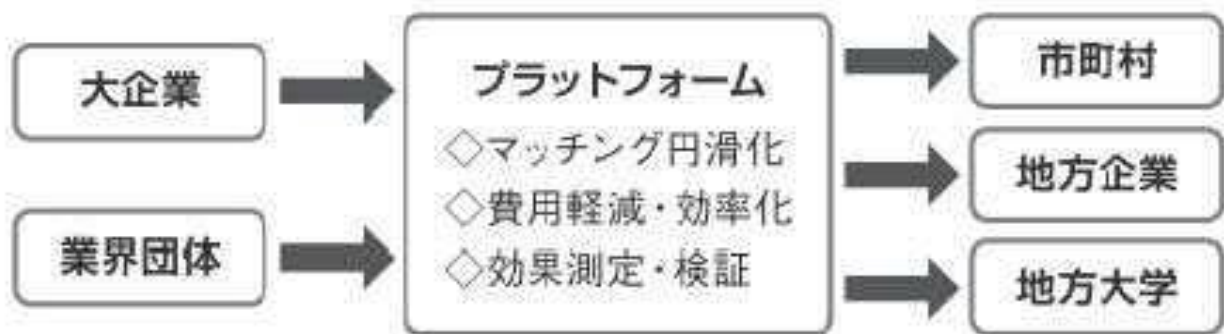 大企業
業界団体
プラットフォーム
◇マッチング円滑化
◇費用軽減・効率化
◇効果測定・検証
市町村
地方企業
地方大学